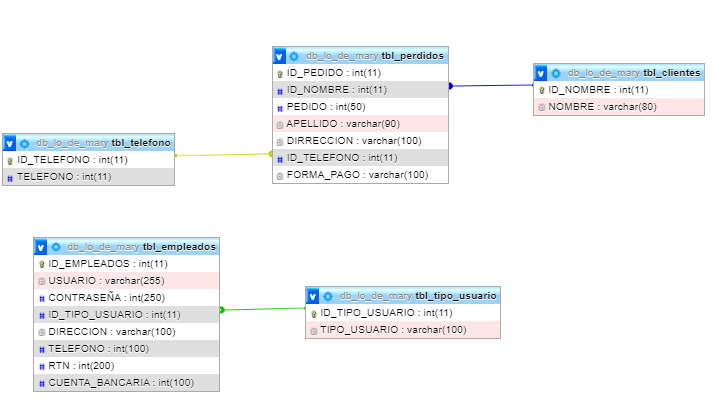 db_lo_de_mary tbl_perdidos
ID_PEDIDO : int(11)
ID_NOMBRE : int(11)
PEDIDO : int(50)
APELLIDO : varchar(90)
DIRRECCION : varchar(100)
ID_TELEFONO : int(11)
FORMA_PAGO : varchar(100)
db_lo_de_mary tbl_clientes
ID_NOMBRE : int(11)
NOMBRE : varchar(80)
db_lo_de_mary tbl_telefono
ID_TELEFONO : int(11)
TELEFONO : int(11)
db_lo_de_mary tbl_empleados
ID_EMPLEADOS : int(11)
USUARIO : varchar(255)
CONTRASEÑA : int(250)
ID_TIPO_USUARIO : int(11)
DIRECCION : varchar(100)
TELEFONO : int(100)
RTN : int(200)
CUENTA_BANCARIA : int(100)
db_lo_de_mary tbl_tipo_usuario
ID_TIPO_USUARIO : int(11)
TIPO_USUARIO : varchar(100)